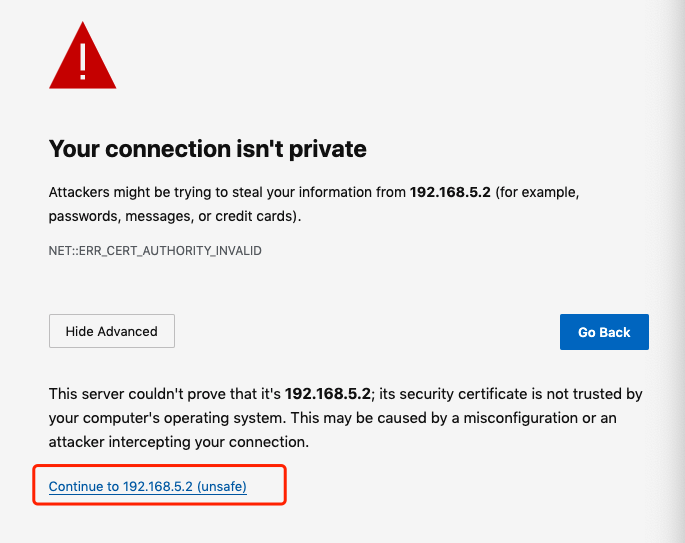 Your connection isn't private
Attackers might be trying to steal your information from 192.168.5.2 (for example,
passwords, messages, or credit cards).
NET::ERR_CERT_AUTHORITY_INVALID
Hide Advanced
Go Back
This server couldn't prove that it's 192.168.5.2; its security certificate is not trusted by
your computer's operating system. This may be caused by a misconfiguration or an
attacker intercepting your connection.
Continue to 192.168.5.2 (unsafe)